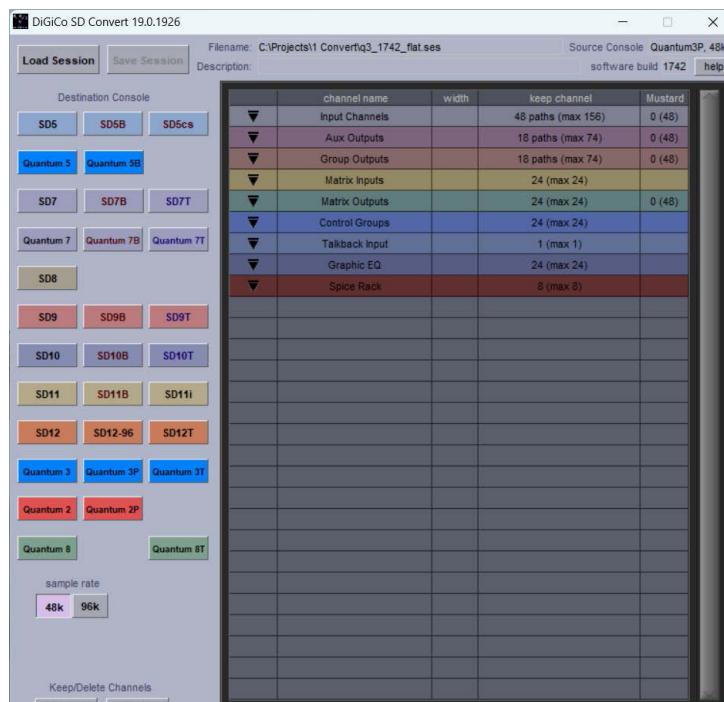 DiGiCo SD Convert 19.0.1926
Load Session
Save Session
Filename: C:\Projects\1 Convert\q3_1742_flat.ses
Source Console Quantum3P, 48k
Description:
software build 1742
help
Destination Console
SD5 SD5B SD5cs
Quantum 5 Quantum 5B
SD7 SD7B SD7T
Quantum 7 Quantum 7B Quantum 7T
SD8
SD9 SD9B SD9T
SD10 SD10B SD10T
SD11 SD11B SD11i
SD12 SD12-96 SD12T
Quantum 3 Quantum 3P Quantum 3T
Quantum 2 Quantum 2P
Quantum 8 Quantum 8T
sample rate
48k 96k
Keep/Delete Channels
channel name width keep channel Mustard
Input Channels 48 paths (max 156) 0 (48)
Aux Outputs 18 paths (max 74) 0 (48)
Group Outputs 18 paths (max 74) 0 (48)
Matrix Inputs 24 (max 24)
Matrix Outputs 24 (max 24) 0 (48)
Control Groups 24 (max 24)
Talkback Input 1 (max 1)
Graphic EQ 24 (max 24)
Spice Rack 8 (max 8)